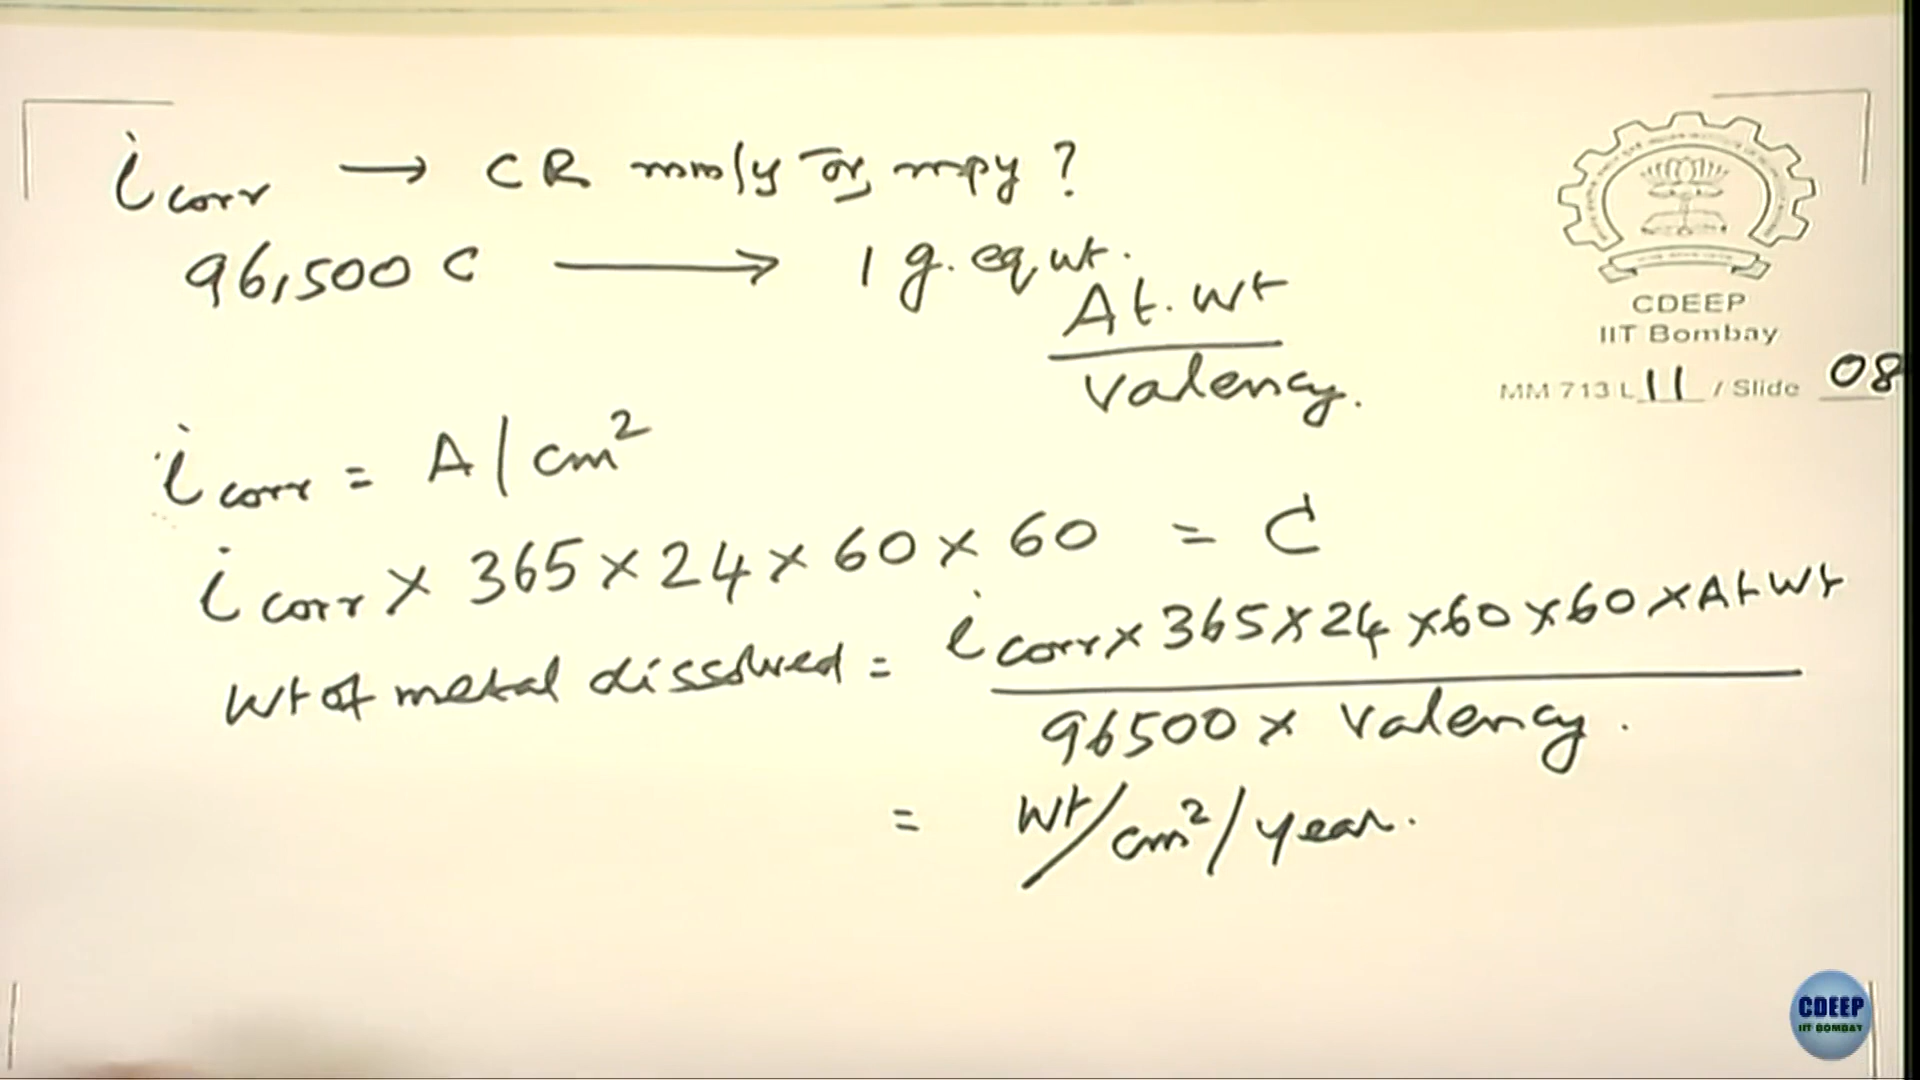 i corr → CR mm/y or mpy ?
96,500 C → 1 g. eq wt.
At. wt
valency.
CDEEP
IIT Bombay
MM 713 L 11 / Slide 08
i corr = A / cm²
i corr × 365 × 24 × 60 × 60 = C
wt of metal dissolved = i corr × 365 × 24 × 60 × 60 × At wt
96500 × valency.
= wt/cm²/year.
CDEEP
IIT BOMBAY